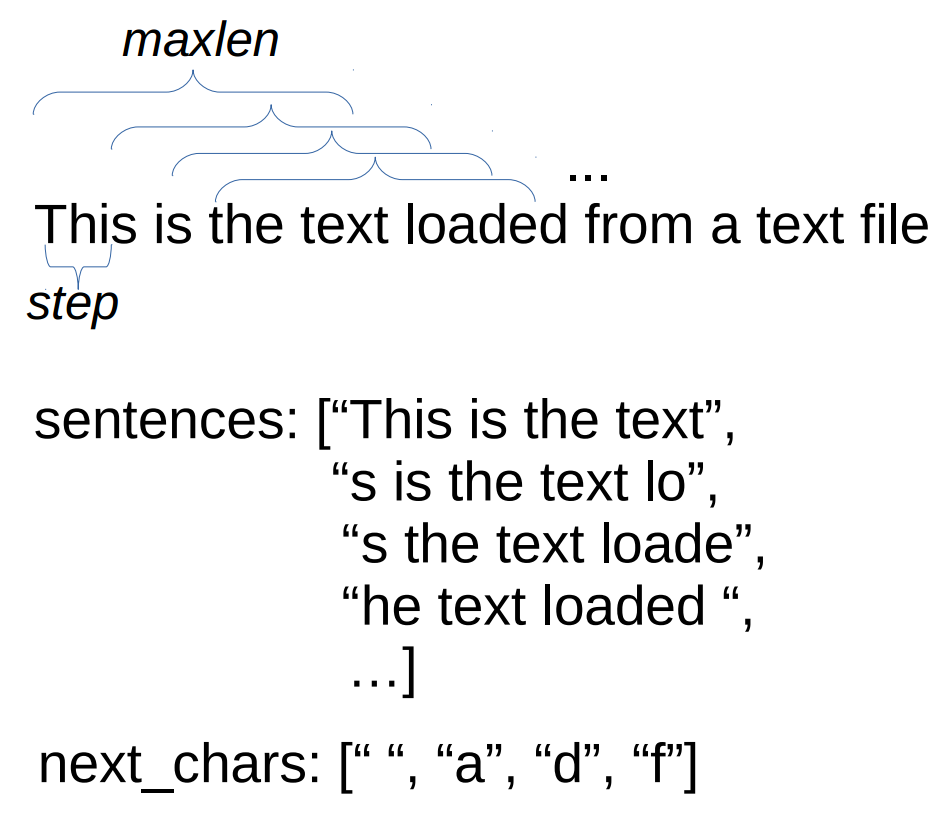 maxlen
...
This is the text loaded from a text file
step
sentences: [“This is the text”,
“s is the text lo”,
“s the text loade”,
“he text loaded “,
…]
next_chars: [“ “, “a”, “d”, “f”]